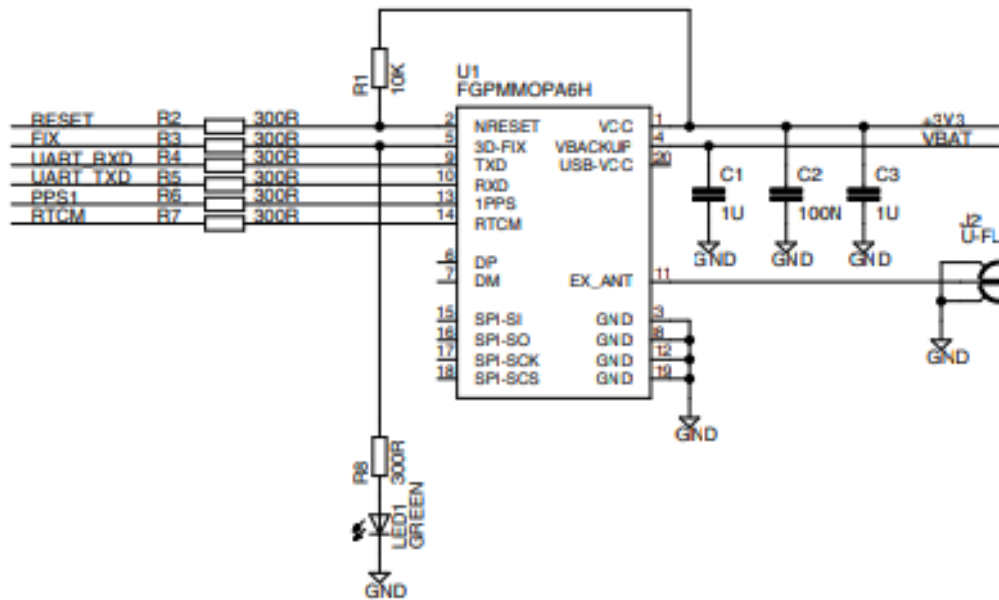 R1
10K
U1
FGPMMOPA6H
RESET R2 300R 2 NRESET VCC 1 +3V3
FIX R3 300R 5 3D-FIX VBACKUP 4 VBAT
UART_RXD R4 300R 9 TXD USB-VCC 20
UART_TXD R5 300R 10 RXD
PPS1 R6 300R 13 1PPS
RTCM R7 300R 14 RTCM
C1 C2 C3
1U 100N 1U
GND GND GND
J2
U-FL
6 DP
7 DM EX_ANT 11
15 SPI-SI GND 3
16 SPI-SO GND 8
17 SPI-SCK GND 12
18 SPI-SCS GND 19
GND
GND
R8
300R
LED1
GREEN
GND